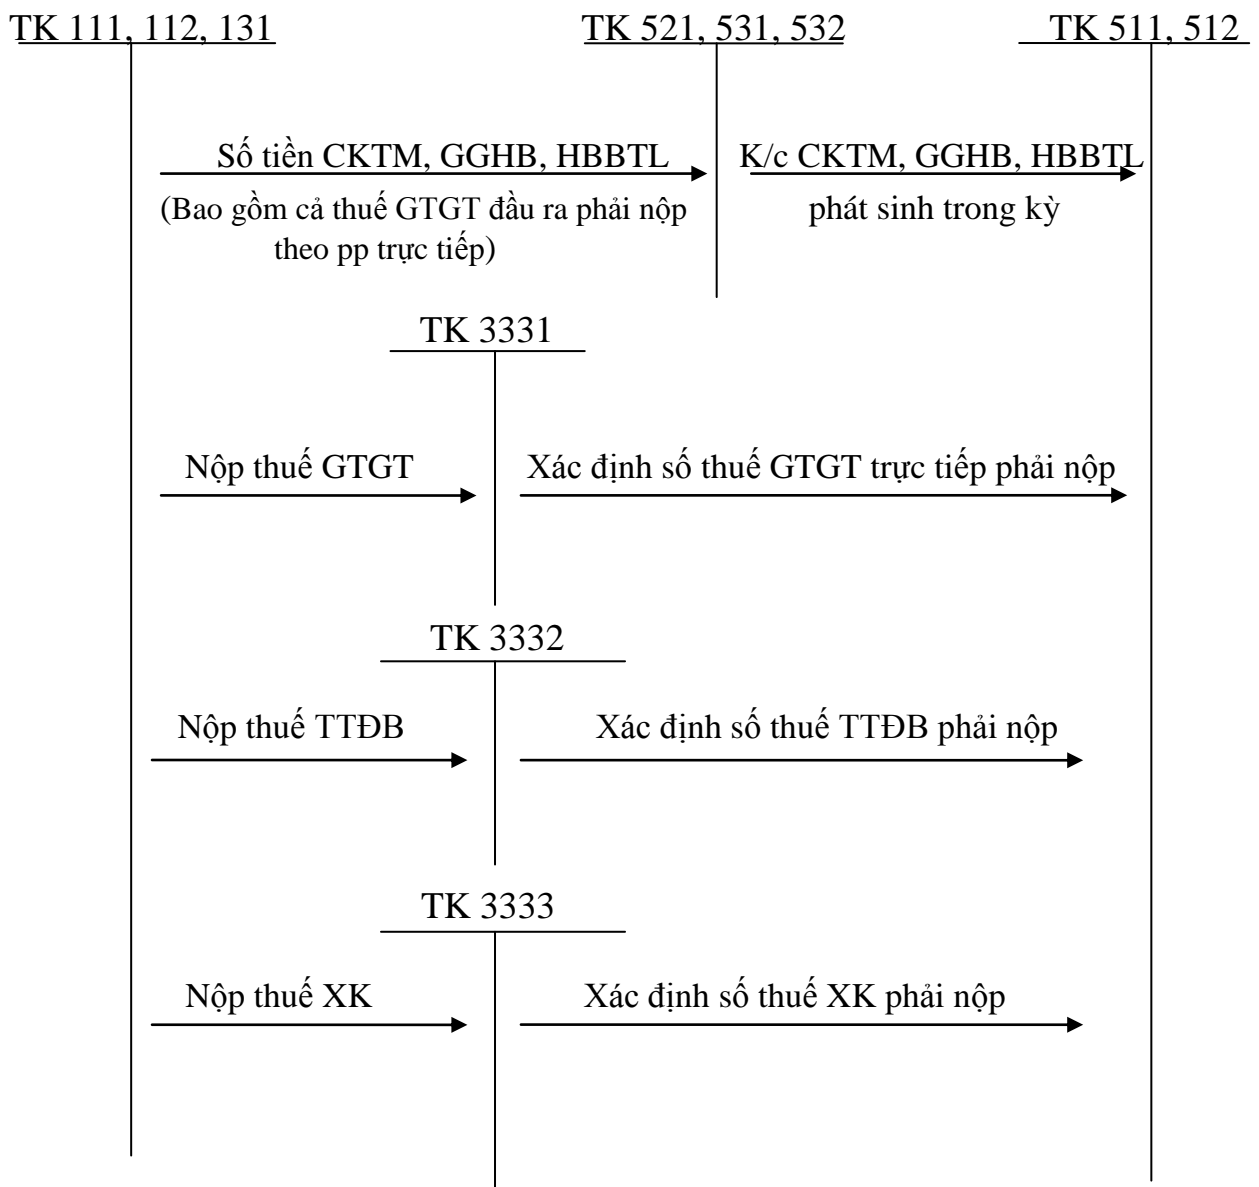 TK 111, 112, 131
TK 521, 531, 532
TK 511, 512
Số tiền CKTM, GGHB, HBBTL
(Bao gồm cả thuế GTGT đầu ra phải nộp
theo pp trực tiếp)
K/c CKTM, GGHB, HBBTL
phát sinh trong kỳ
TK 3331
Nộp thuế GTGT
Xác định số thuế GTGT trực tiếp phải nộp
TK 3332
Nộp thuế TTĐB
Xác định số thuế TTĐB phải nộp
TK 3333
Nộp thuế XK
Xác định số thuế XK phải nộp